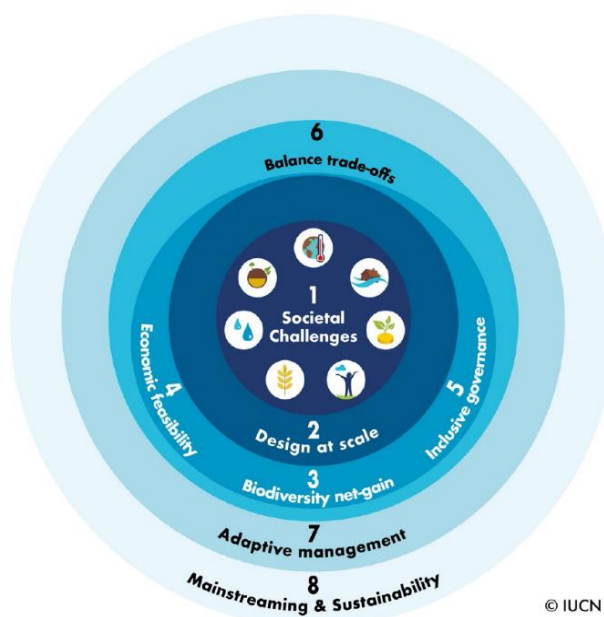 6
Balance trade-offs
1
Societal
Challenges
4
Economic feasibility
5
Inclusive governance
2
Design at scale
3
Biodiversity net-gain
7
Adaptive management
8
Mainstreaming & Sustainability
© IUCN